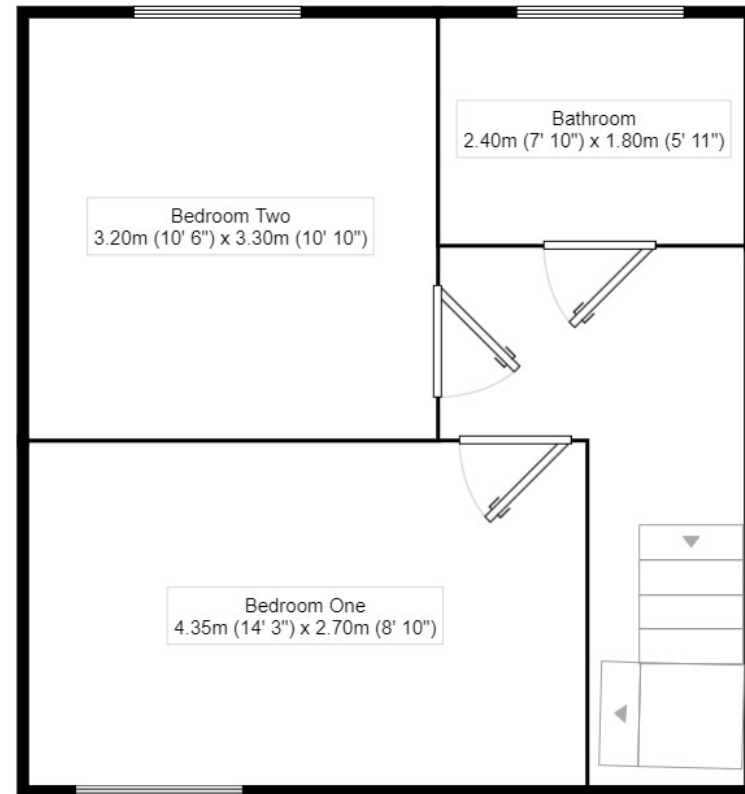 Bathroom
2.40m (7' 10") x 1.80m (5' 11")
Bedroom Two
3.20m (10' 6") x 3.30m (10' 10")
Bedroom One
4.35m (14' 3") x 2.70m (8' 10")